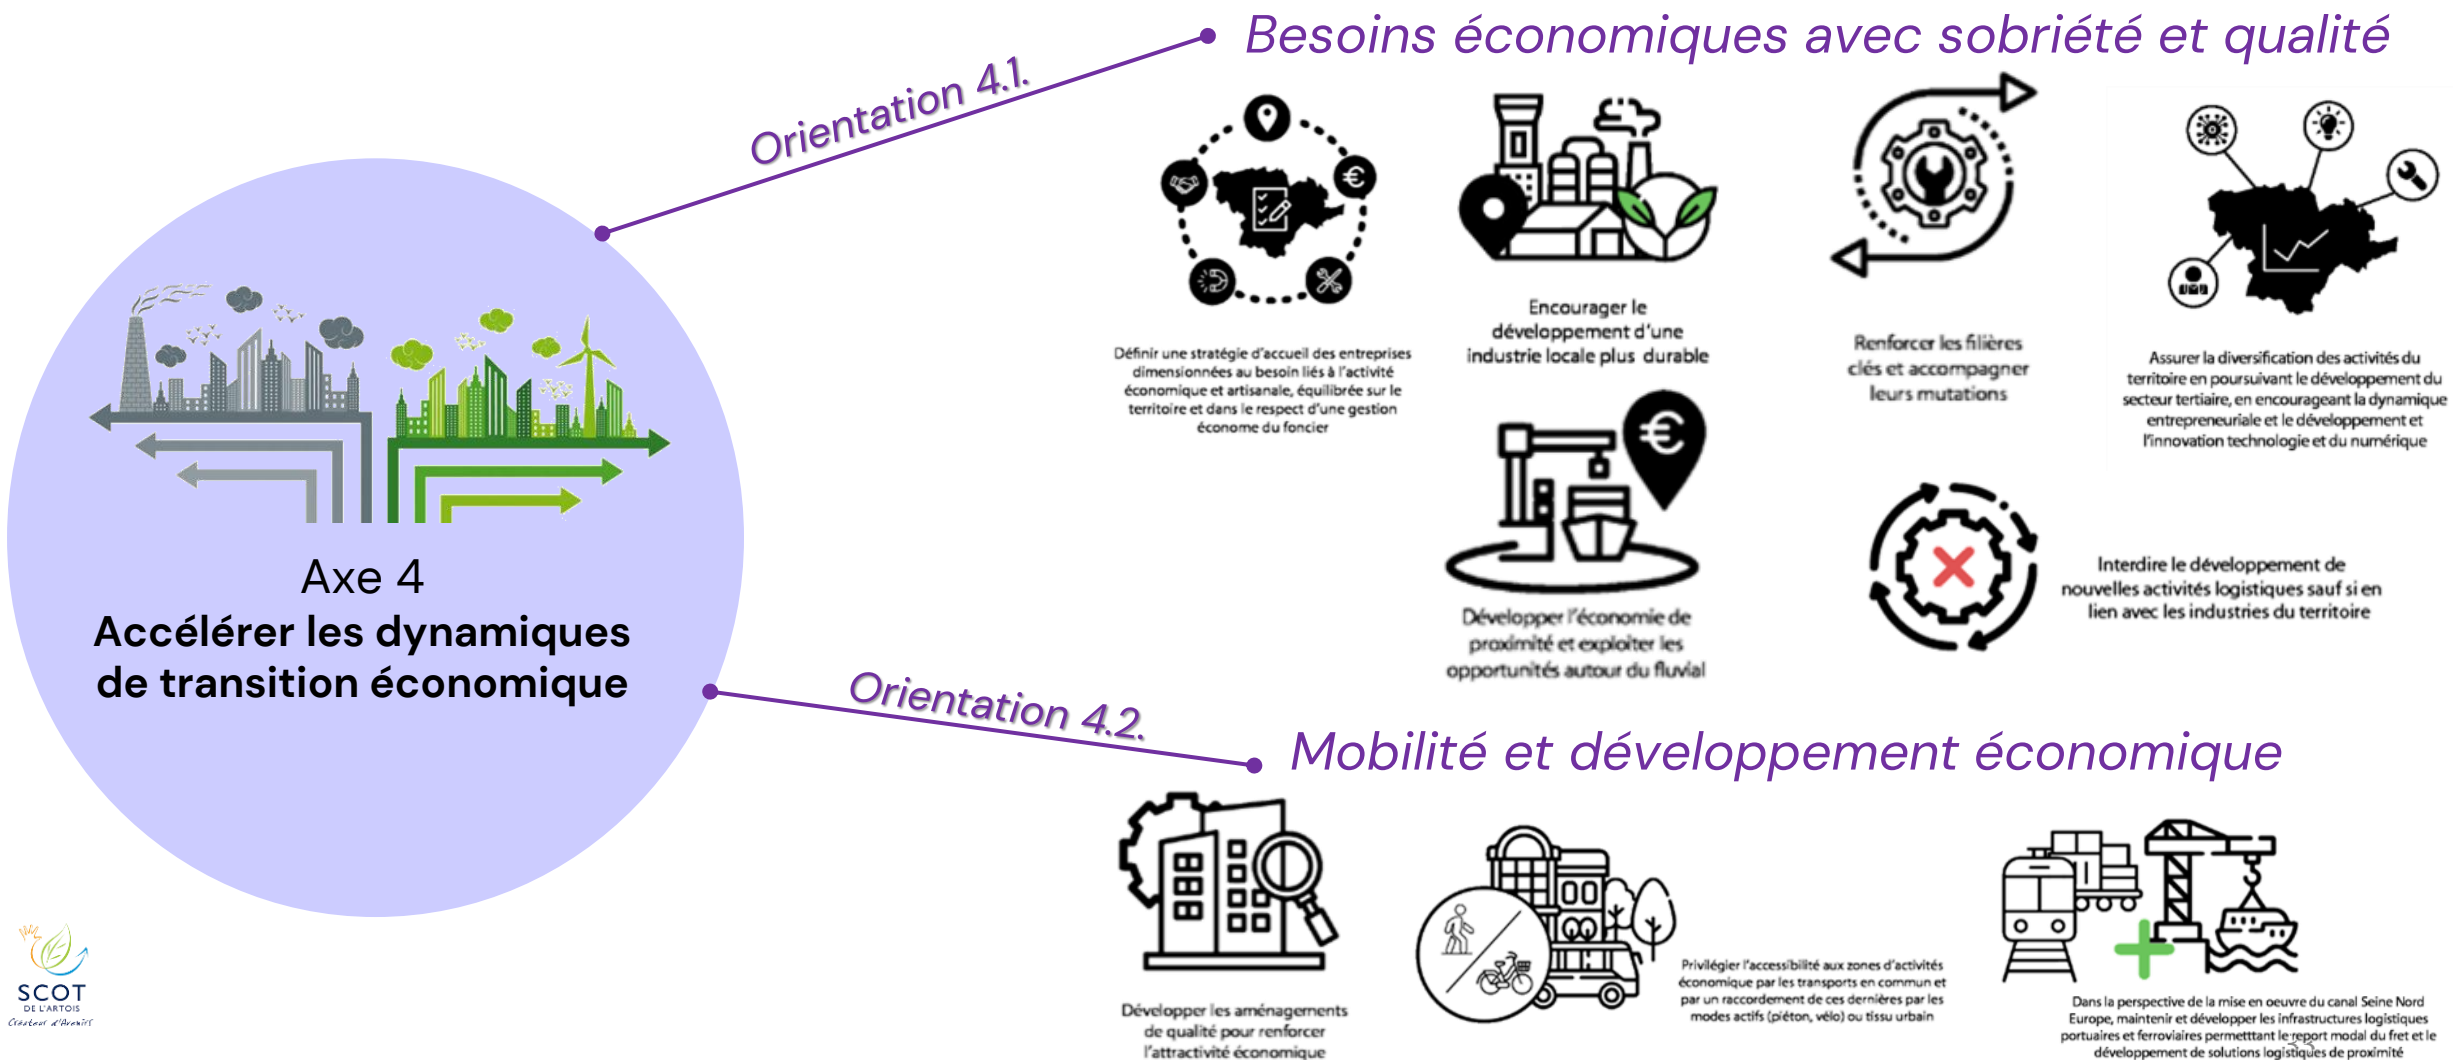 Orientation 4.1.
Besoins économiques avec sobriété et qualité
Définir une stratégie d'accueil des entreprises
dimensionnées au besoin liés à l'activité
économique et artisanale, équilibrée sur le
territoire et dans le respect d'une gestion
économe du foncier
Encourager le
développement d'une
industrie locale plus durable
Renforcer les filières
clés et accompagner
leurs mutations
Assurer la diversification des activités du
territoire en poursuivant le développement du
secteur tertiaire, en encourageant la dynamique
entrepreneuriale et le développement et
l'innovation technologie et du numérique
€
€
Développer l'économie de
proximité et exploiter les
opportunités autour du fluvial
Interdire le développement de
nouvelles activités logistiques sauf si en
lien avec les industries du territoire
Axe 4
Accélérer les dynamiques
de transition économique
Orientation 4.2.
Mobilité et développement économique
Développer les aménagements
de qualité pour renforcer
l'attractivité économique
Privilégier l'accessibilité aux zones d'activités
économique par les transports en commun et
par un raccordement de ces dernières par les
modes actifs (piéton, vélo) ou tissu urbain
Dans la perspective de la mise en oeuvre du canal Seine Nord
Europe, maintenir et développer les infrastructures logistiques
portuaires et ferroviaires permetttant le report modal du fret et le
développement de solutions logistiques de proximité
SCOT
DE L'ARTOIS
Créateur d'Avenirs